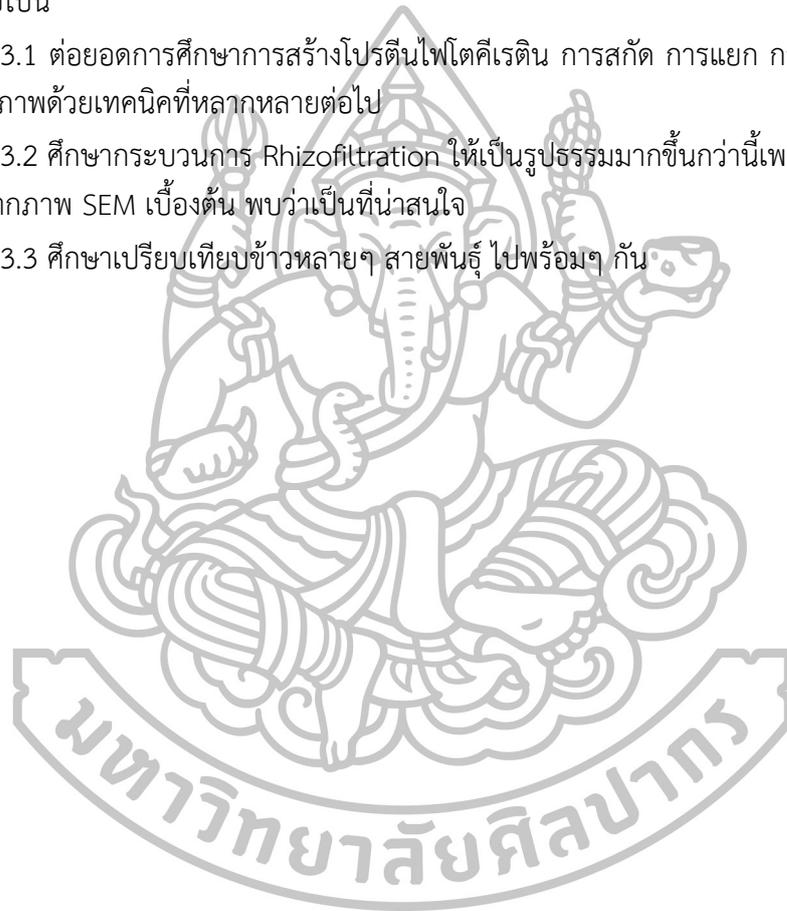 3.1 ต่อยอดการศึกษาการสร้างโปรตีนไฟโตคีเรติน การสกัด การแยก
ภาพด้วยเทคนิคที่หลากหลายต่อไป
3.2 ศึกษากระบวนการ Rhizofiltration ให้เป็นรูปธรรมมากขึ้นกว่านี้เพ
กภาพ SEM เบื้องต้น พบว่าเป็นที่น่าสนใจ
3.3 ศึกษาเปรียบเทียบข้าวหลายๆ สายพันธุ์ ไปพร้อมๆ กัน
มหาวิทยาลัยศิลปากร